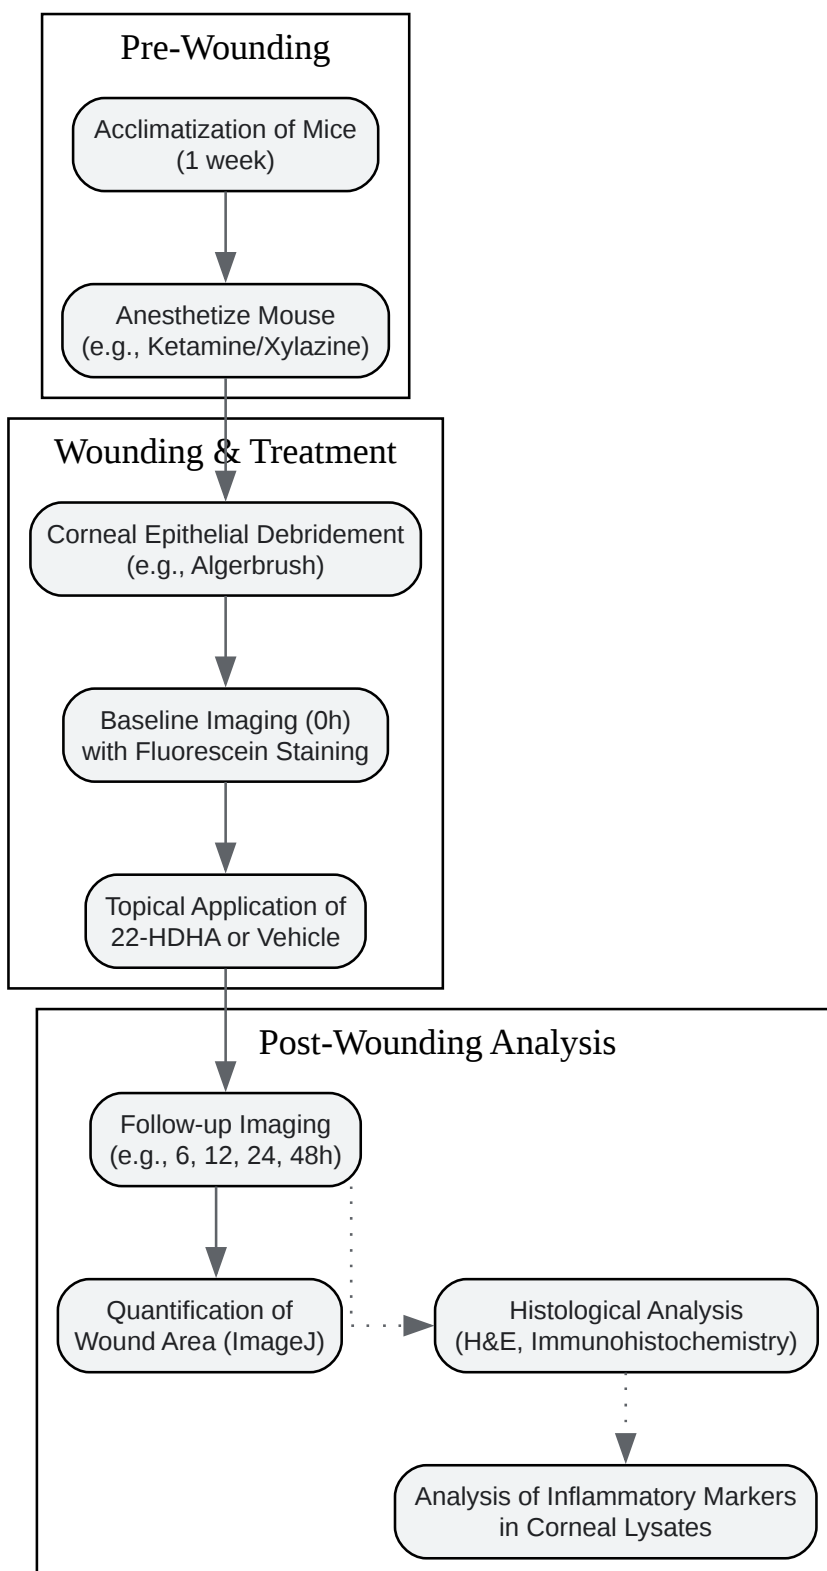 Pre-Wounding
Acclimatization of Mice
(1 week)
Anesthetize Mouse
(e.g., Ketamine/Xylazine)
Wounding & Treatment
Corneal Epithelial Debridement
(e.g., Algerbrush)
Baseline Imaging (0h)
with Fluorescein Staining
Topical Application of
22-HDHA or Vehicle
Post-Wounding Analysis
Follow-up Imaging
(e.g., 6, 12, 24, 48h)
Quantification of
Wound Area (ImageJ)
Histological Analysis
(H&E, Immunohistochemistry)
Analysis of Inflammatory Markers
in Corneal Lysates